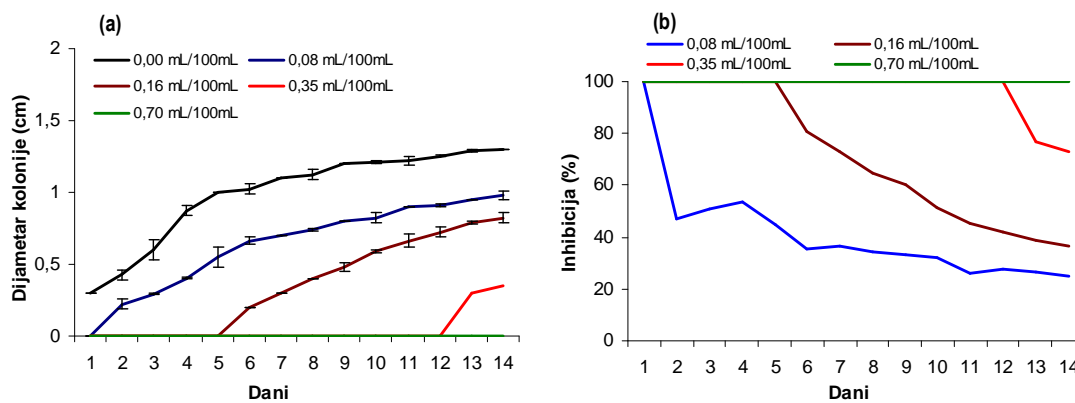 (a)
0,00 mL/100mL 0,08 mL/100mL
0,16 mL/100mL 0,35 mL/100mL
0,70 mL/100mL
Dijametar kolonije (cm)
2
1,5
1
0,5
0
1 2 3 4 5 6 7 8 9 10 11 12 13 14
Dani
(b)
0,08 mL/100mL 0,16 mL/100mL
0,35 mL/100mL 0,70 mL/100mL
Inhibicija (%)
100
80
60
40
20
0
1 2 3 4 5 6 7 8 9 10 11 12 13 14
Dani